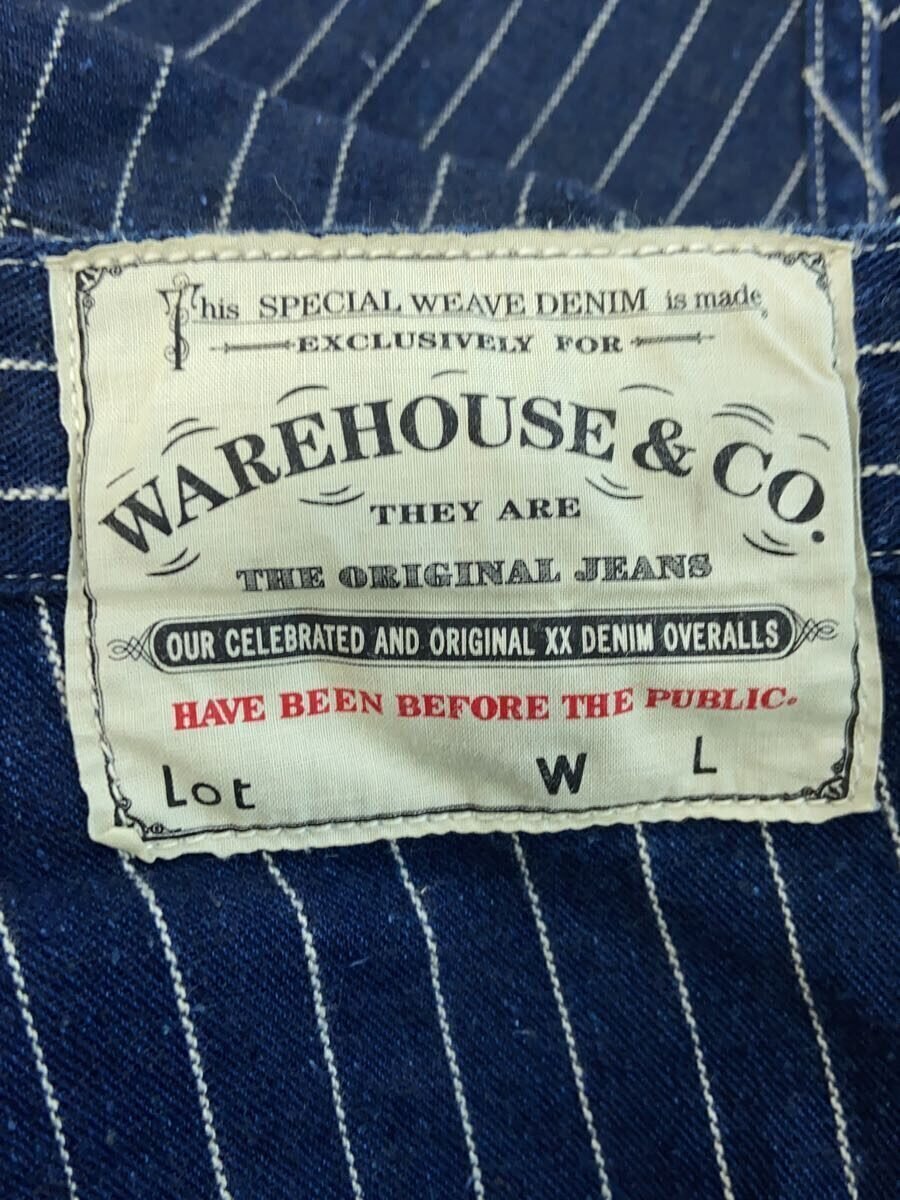 This SPECIAL WEAVE DENIM is made
EXCLUSIVELY FOR
WAREHOUSE & CO.
THEY ARE
THE ORIGINAL JEANS
OUR CELEBRATED AND ORIGINAL XX DENIM OVERALLS
HAVE BEEN BEFORE THE PUBLIC.
Lot W L